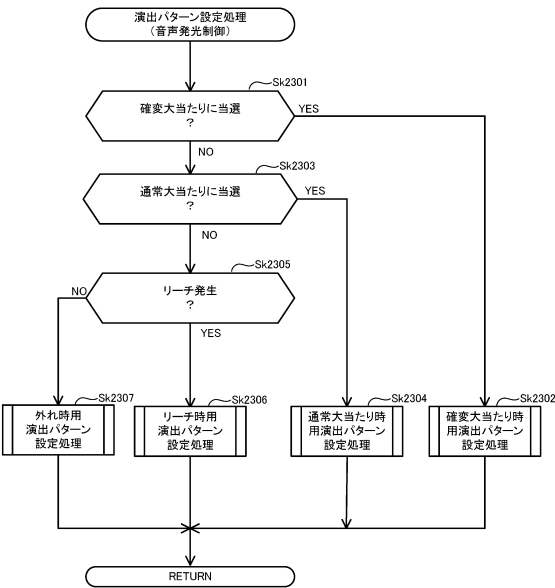 演出パターン設定処理
(音声発光制御)
Sk2301
確変大当たりに当選
?
YES
NO
Sk2303
通常大当たりに当選
?
YES
NO
Sk2305
リーチ発生
?
NO
YES
Sk2307
外れ時用
演出パターン
設定処理
Sk2306
リーチ時用
演出パターン
設定処理
Sk2304
通常大当たり時
用演出パターン
設定処理
Sk2302
確変大当たり時
用演出パターン
設定処理
RETURN